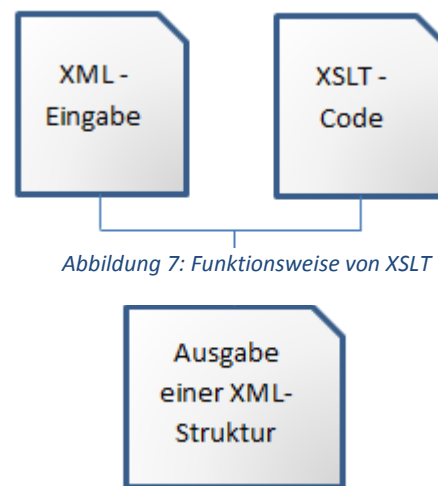 XML -
Eingabe
XSLT -
Code
Abbildung 7: Funktionsweise von XSLT
Ausgabe
einer XML-
Struktur